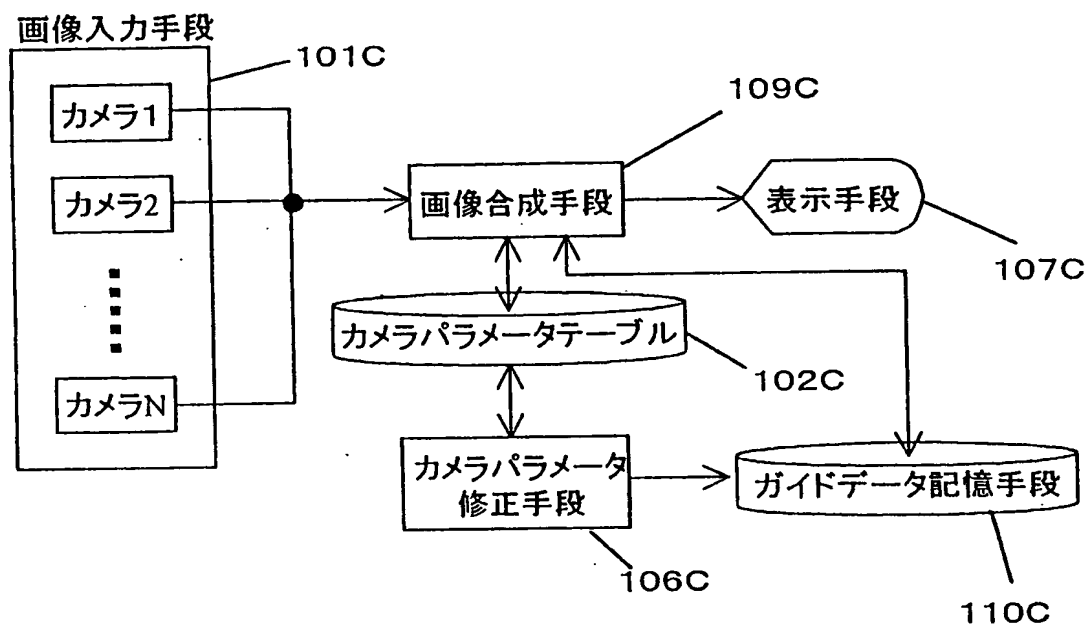 画像入力手段
101C
カメラ1
カメラ2
カメラN
109C
画像合成手段
表示手段
107C
カメラパラメータテーブル
102C
カメラパラメータ
修正手段
106C
ガイドデータ記憶手段
110C